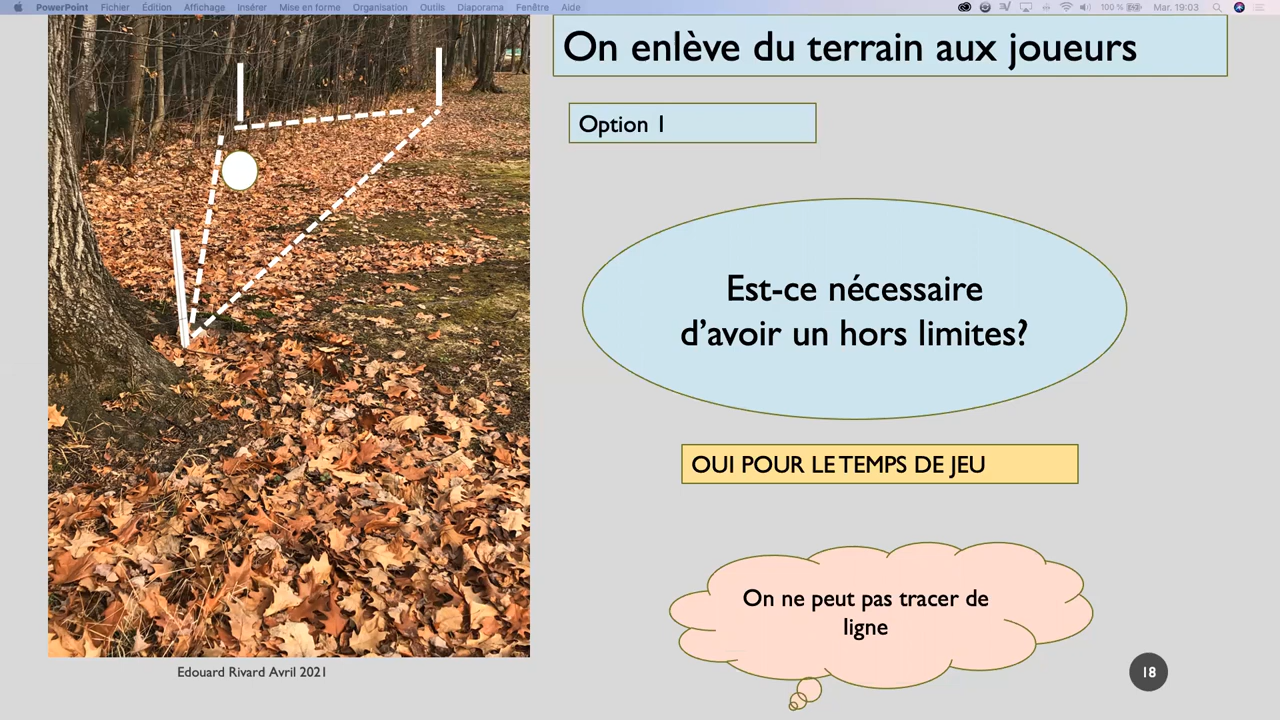 PowerPoint Fichier Édition Affichage Insérer Mise en forme Organisation Outils Diaporama Fenêtre Aide 100 % Mar. 19:03
On enlève du terrain aux joueurs
Option 1
Est-ce nécessaire
d’avoir un hors limites?
OUI POUR LE TEMPS DE JEU
On ne peut pas tracer de
ligne
Edouard Rivard Avril 2021
18